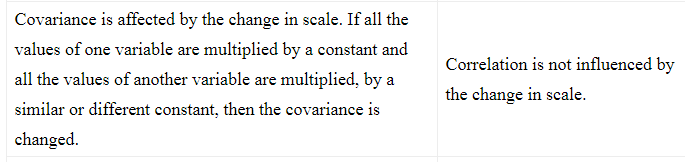 Covariance is affected by the change in scale. If all the
values of one variable are multiplied by a constant and
all the values of another variable are multiplied, by a
similar or different constant, then the covariance is
changed.
Correlation is not influenced by
the change in scale.